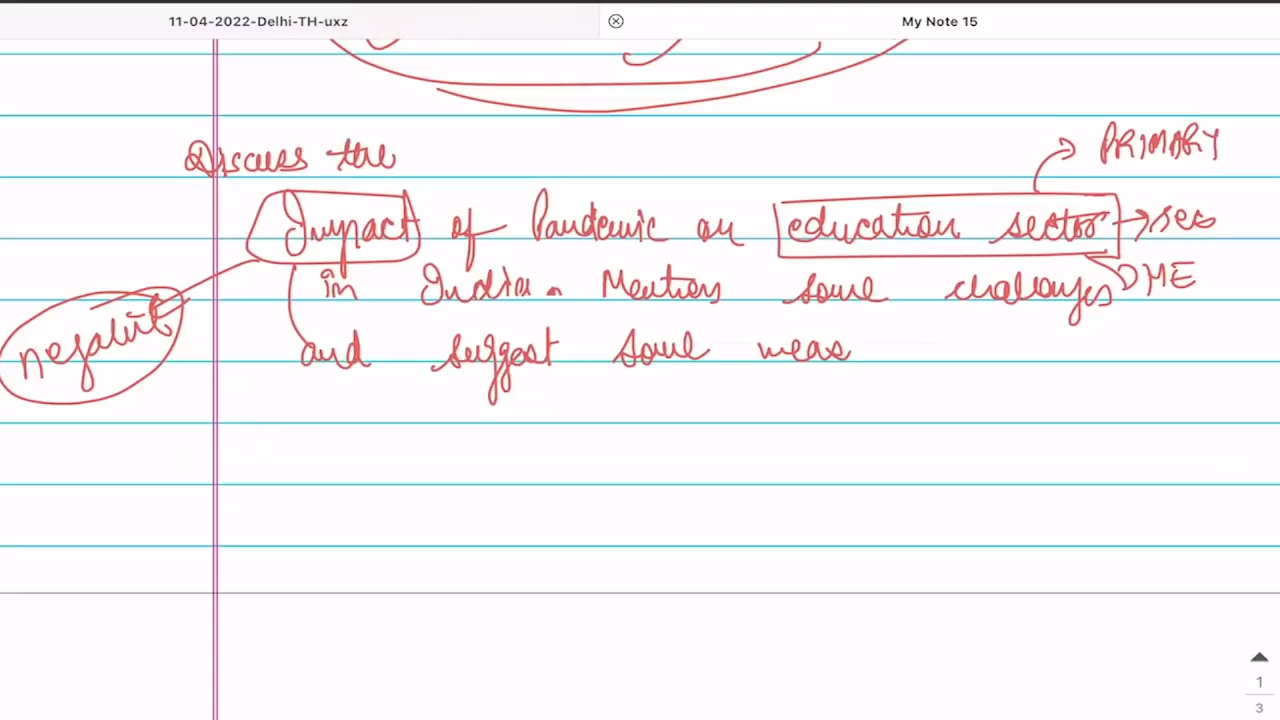 11-04-2022-Delhi-TH-uxz
My Note 15
Discuss the
PRIMARY
Impact of Pandemic on education sector → sec
in India. Mention some challenges
ME
negative
and suggest some meas
1
3